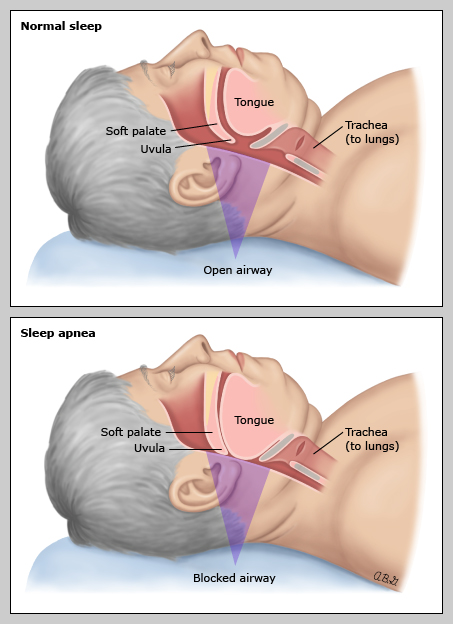 Normal sleep
Tongue
Soft palate
Uvula
Trachea
(to lungs)
Open airway
Sleep apnea
Tongue
Soft palate
Uvula
Trachea
(to lungs)
Blocked airway